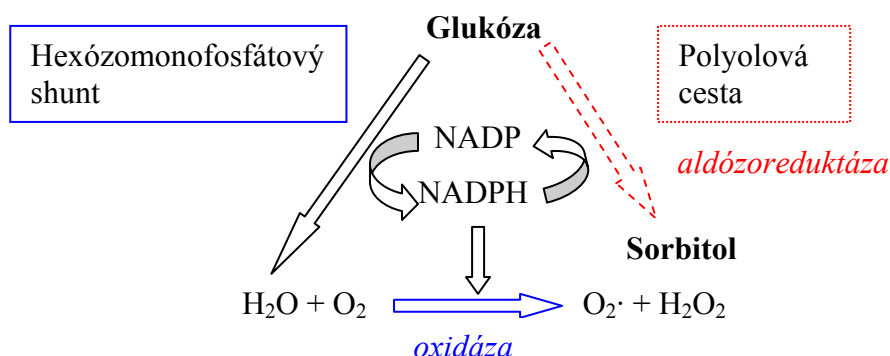 Glukóza
Hexózomonofosfátový
shunt
Polyolová
cesta
NADP
aldózoreduktáza
NADPH
Sorbitol
H₂O + O₂
O₂· + H₂O₂
oxidáza